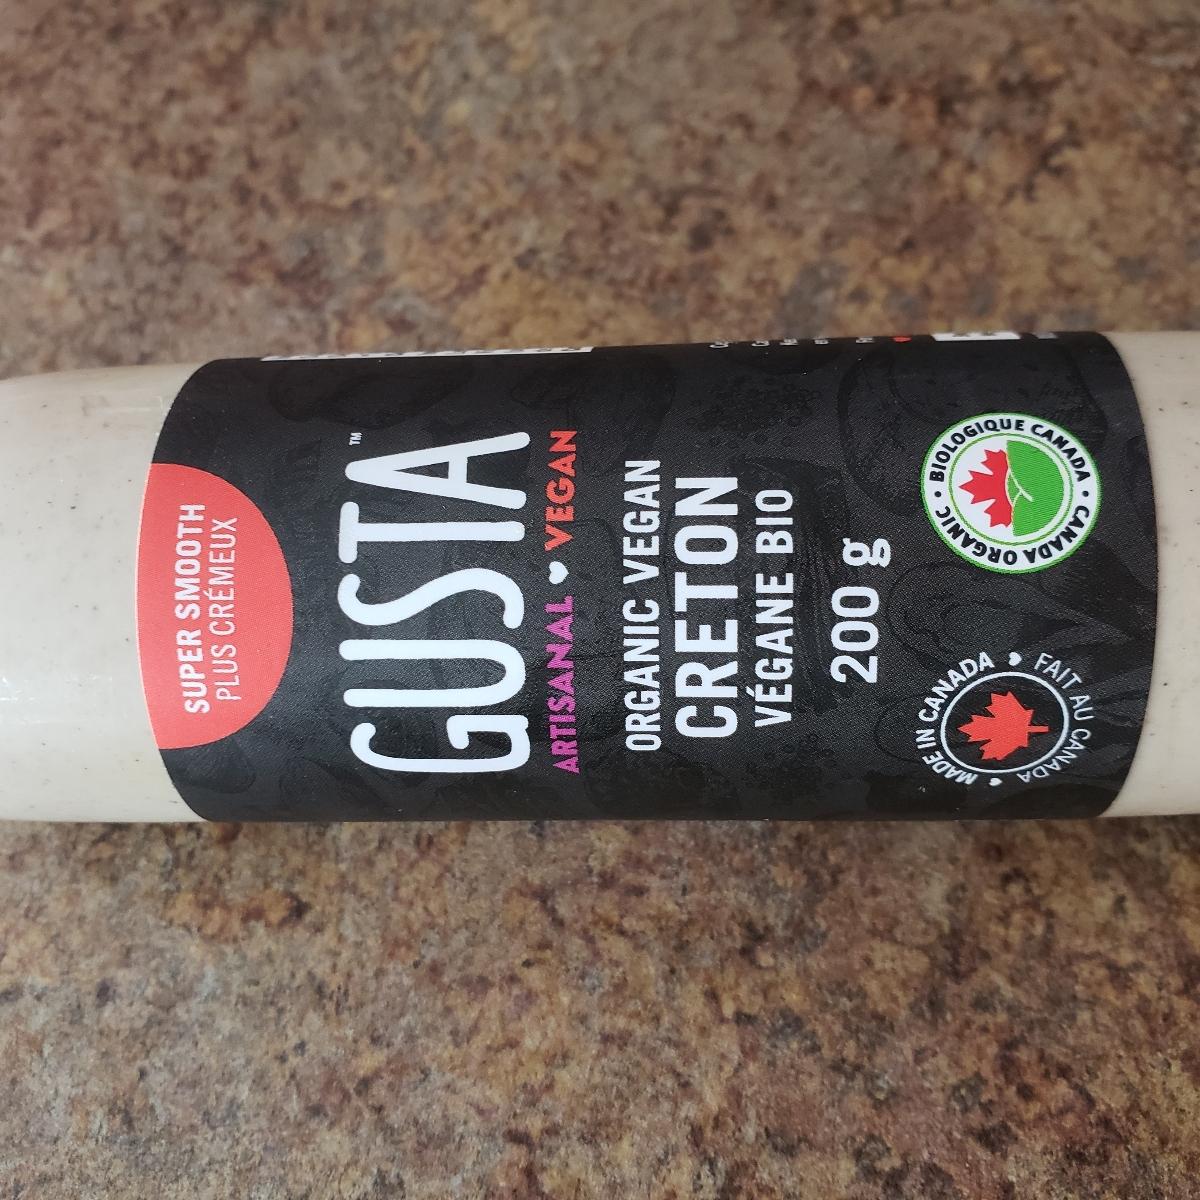 SUPER SMOOTH
PLUS CRÉMEUX
GUSTA™
ARTISANAL ♥ VEGAN
ORGANIC VEGAN
CRETON
VÉGANE BIO
200 g
MADE IN CANADA ♥ FAIT AU CANADA ♥
BIOLOGIQUE CANADA • CANADA ORGANIC •